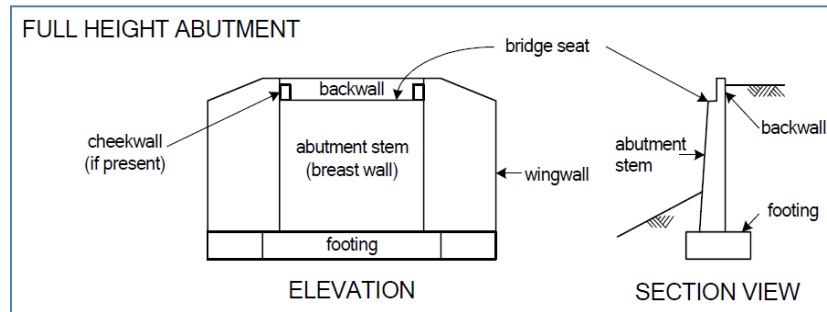 FULL HEIGHT ABUTMENT
bridge seat
backwall
cheekwall
(if present)
abutment stem
(breast wall)
wingwall
footing
ELEVATION
backwall
abutment
stem
footing
SECTION VIEW